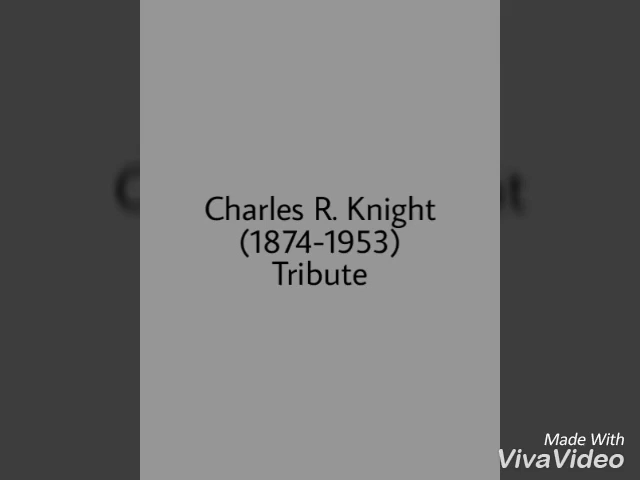 Charles R. Knight
(1874-1953)
Tribute
Made With
VivaVideo